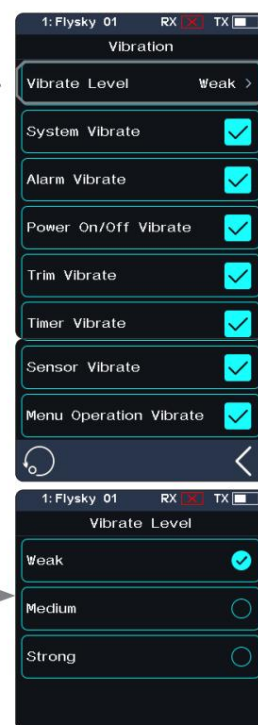 1: Flysky 01 RX TX
Vibration
Vibrate Level Weak >
System Vibrate
Alarm Vibrate
Power On/Off Vibrate
Trim Vibrate
Timer Vibrate
Sensor Vibrate
Menu Operation Vibrate
1: Flysky 01 RX TX
Vibrate Level
Weak
Medium
Strong